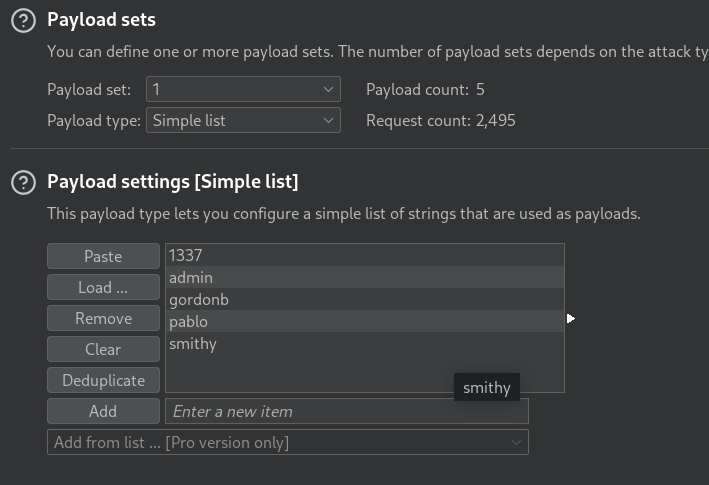 Payload sets
You can define one or more payload sets. The number of payload sets depends on the attack ty
Payload set: 1 Payload count: 5
Payload type: Simple list Request count: 2,495
Payload settings [Simple list]
This payload type lets you configure a simple list of strings that are used as payloads.
Paste
Load ...
Remove
Clear
Deduplicate
1337
admin
gordonb
pablo
smithy
smithy
Add Enter a new item
Add from list ... [Pro version only]